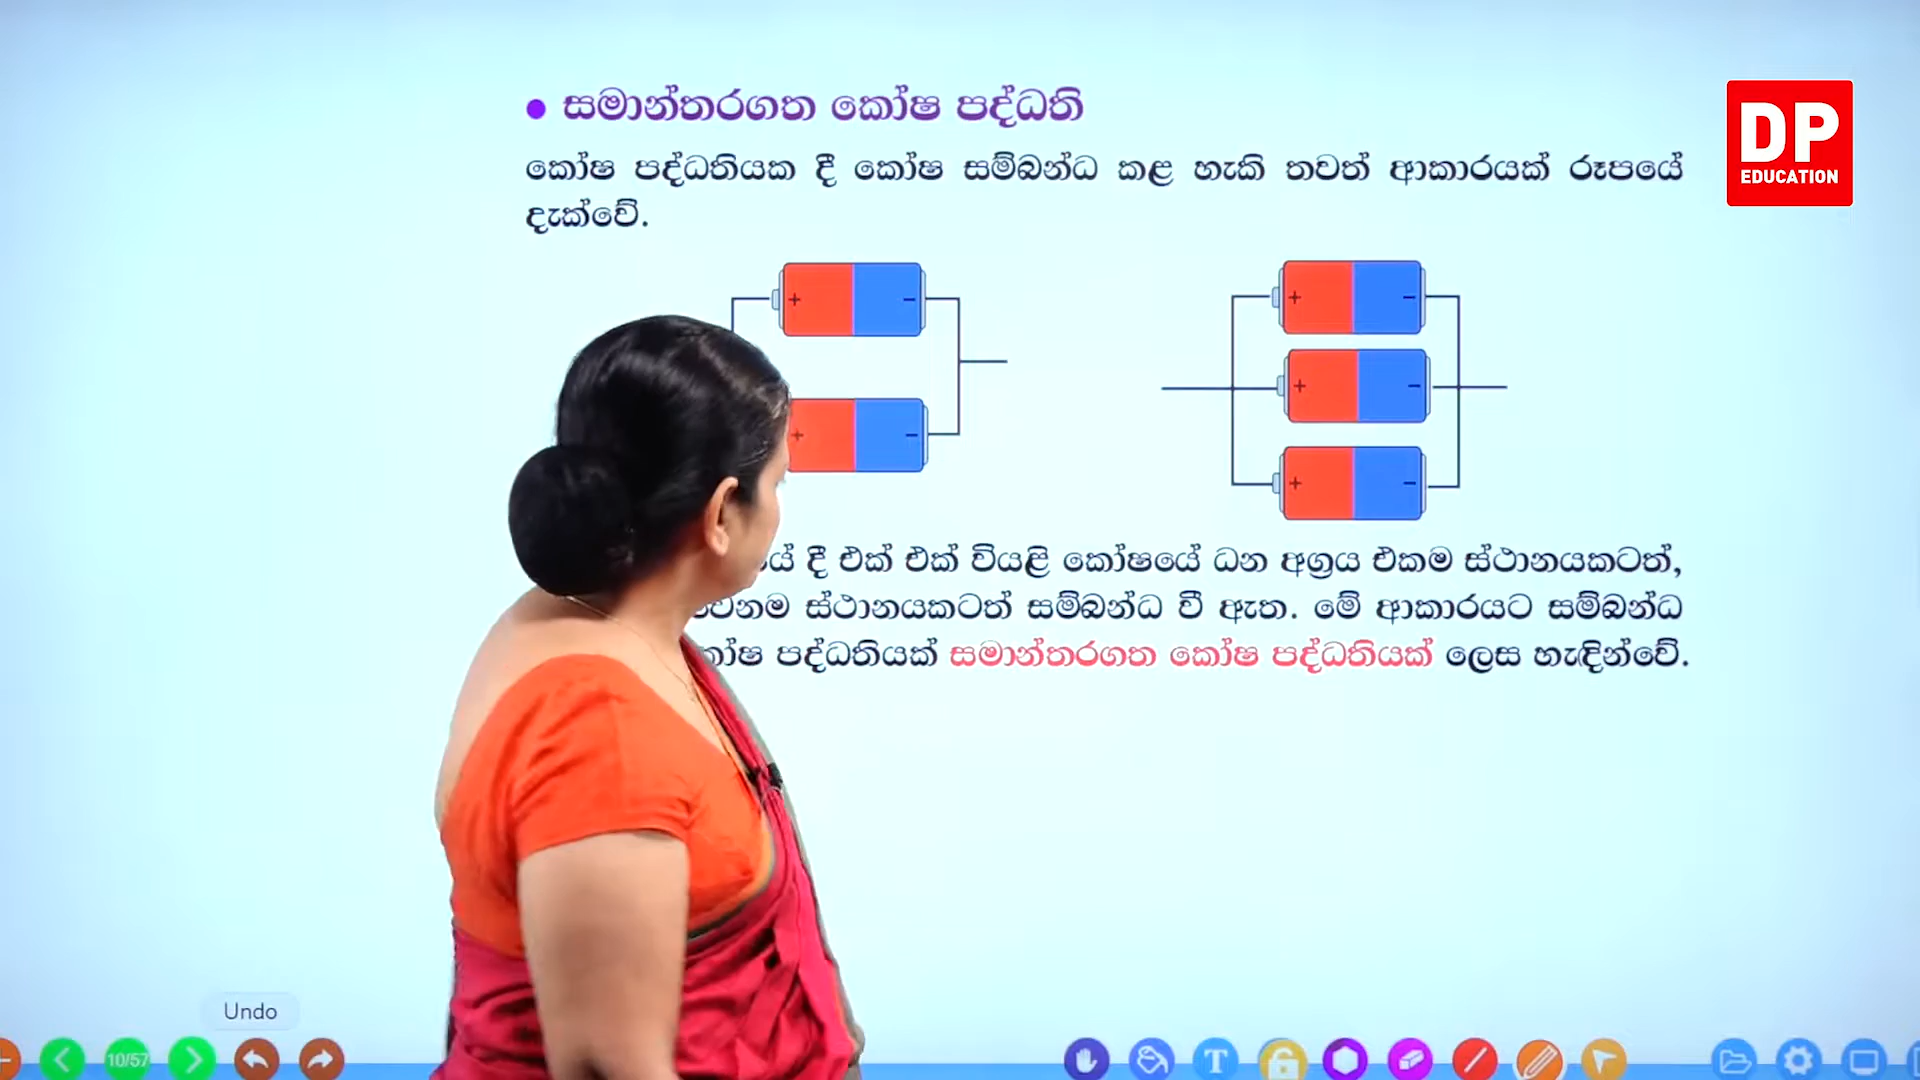 සමාන්තරගත කෝෂ පද්ධති
කෝෂ පද්ධතියක දී කෝෂ සම්බන්ධ කළ හැකි තවත් ආකාරයක් රූපයේ
දැක්වේ.
DP
EDUCATION
+ − + −
+ −
+ − + −
දී එක් එක් වියළි කෝෂයේ ධන අග්‍රය එකම ස්ථානයකටත්,
ස්ථානයකටත් සම්බන්ධ වී ඇත. මේ ආකාරයට සම්බන්ධ
පද්ධතියක් සමාන්තරගත කෝෂ පද්ධතියක් ලෙස හැඳින්වේ.
Undo
10/57
T